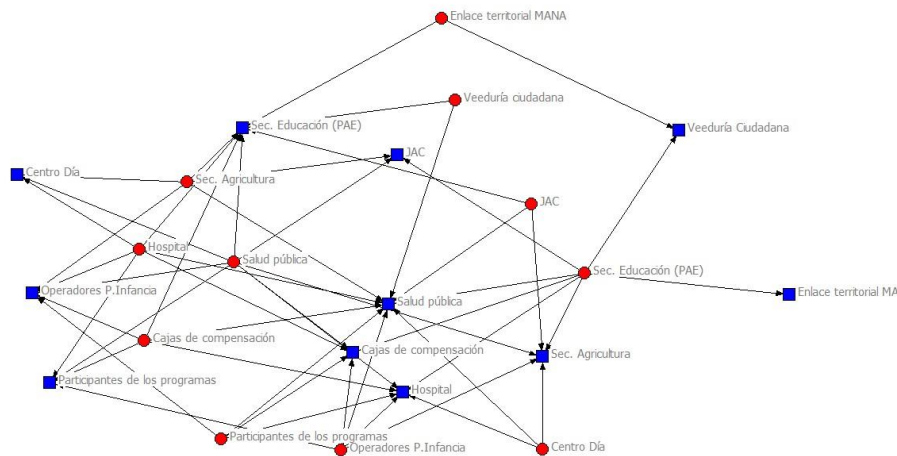 Enlace territorial MANA
Veeduría ciudadana
Sec. Educación (PAE)
Veeduría Ciudadana
JAC
Centro Día
Sec. Agricultura
JAC
Hospital
Salud pública
Sec. Educación (PAE)
Operadores P.Infancia
Enlace territorial MA
Salud pública
Cajas de compensación
Cajas de compensación
Sec. Agricultura
Participantes de los programas
Hospital
Participantes de los programas
Operadores P.Infancia
Centro Día